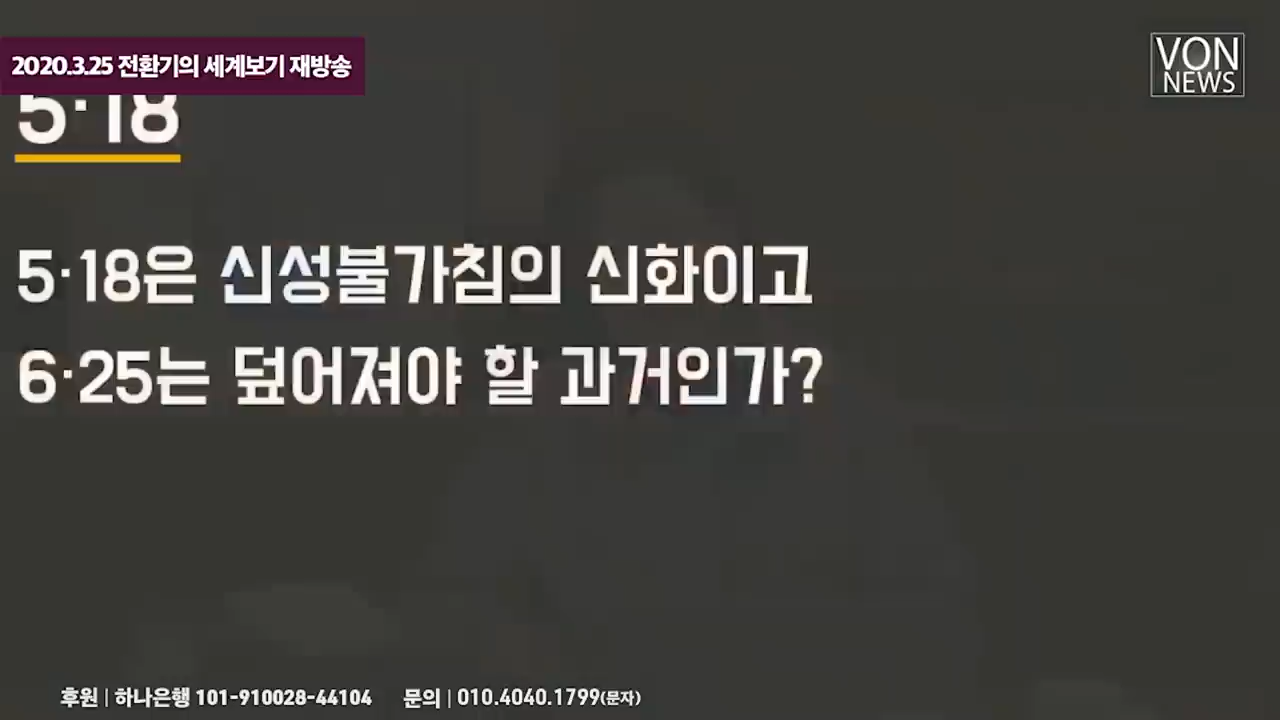 2020.3.25 전환기의 세계보기 재방송
VON
NEWS
5·18
5·18은 신성불가침의 신화이고
6·25는 덮어져야 할 과거인가?
후원 | 하나은행 101-910028-44104 문의 | 010.4040.1799(문자)